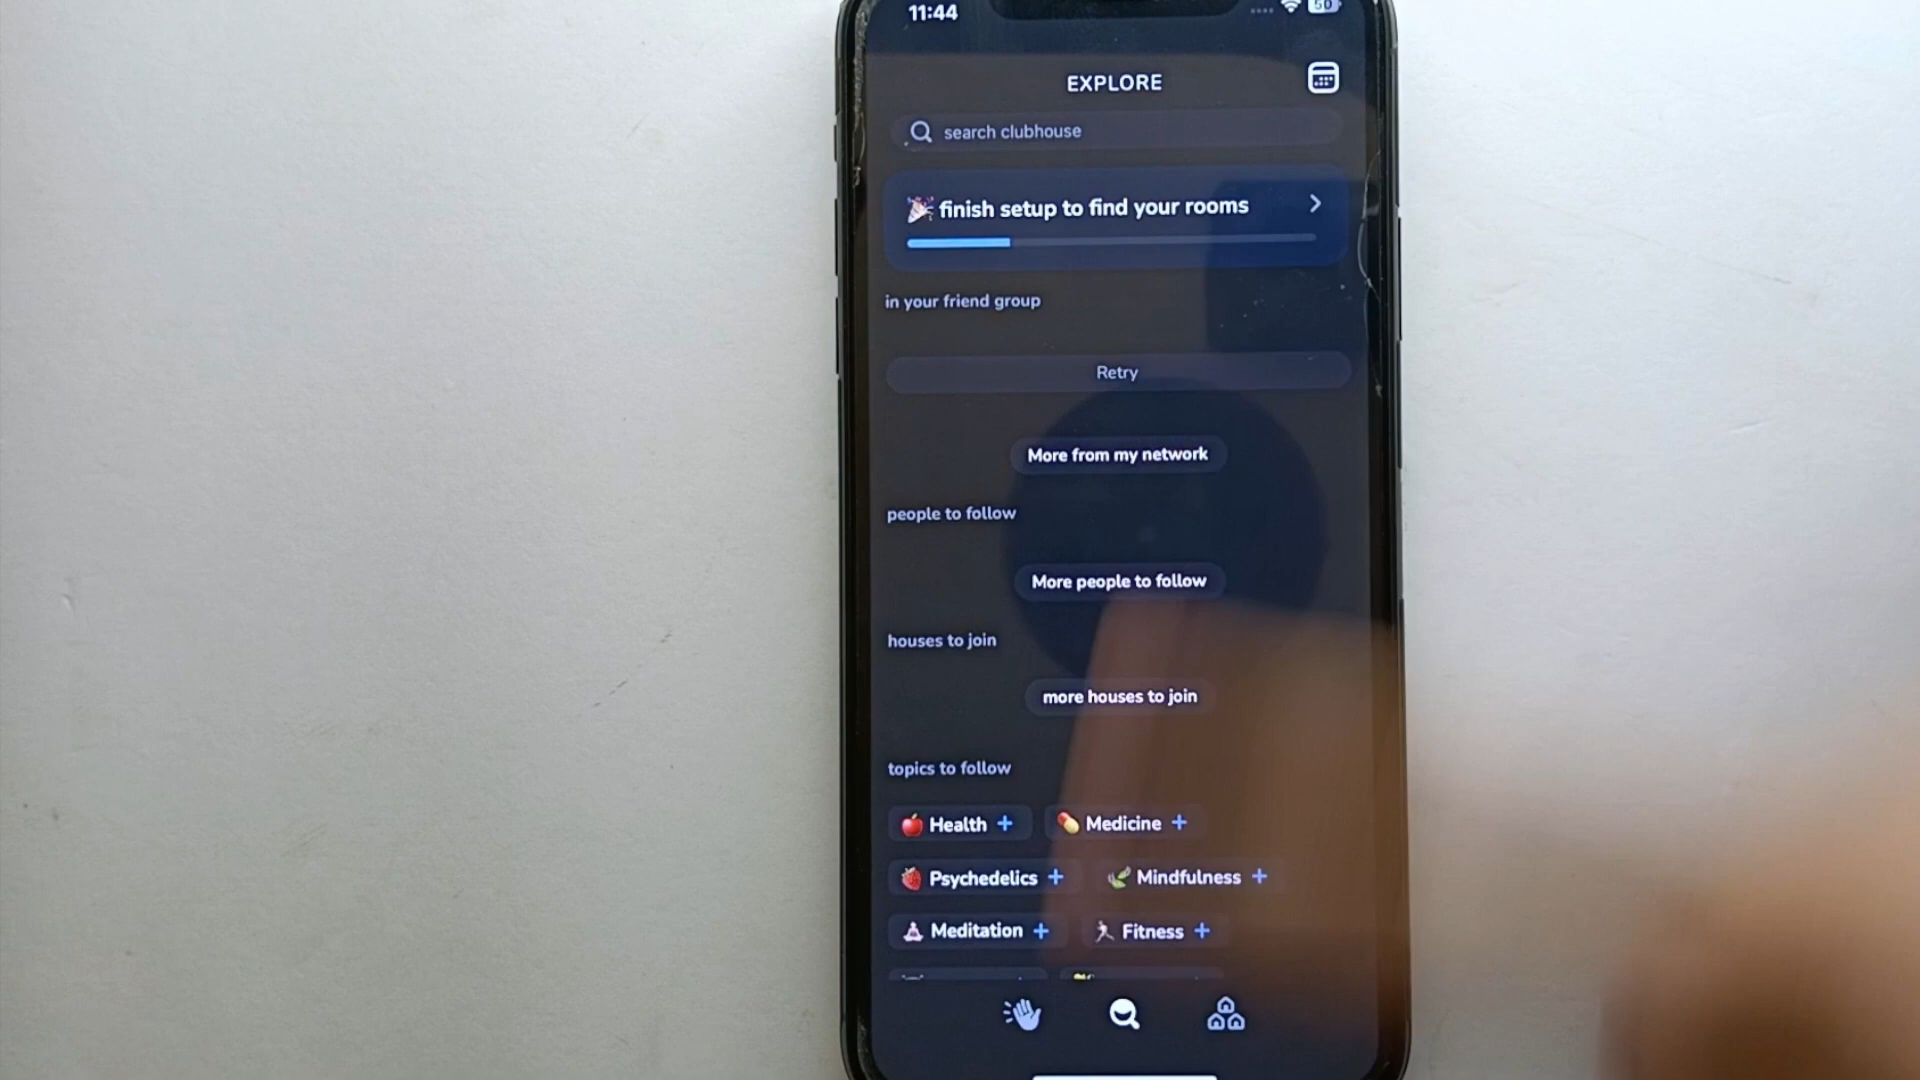 11:44
50
EXPLORE
search clubhouse
finish setup to find your rooms
in your friend group
Retry
More from my network
people to follow
More people to follow
houses to join
more houses to join
topics to follow
Health +
Medicine +
Psychedelics +
Mindfulness +
Meditation +
Fitness +